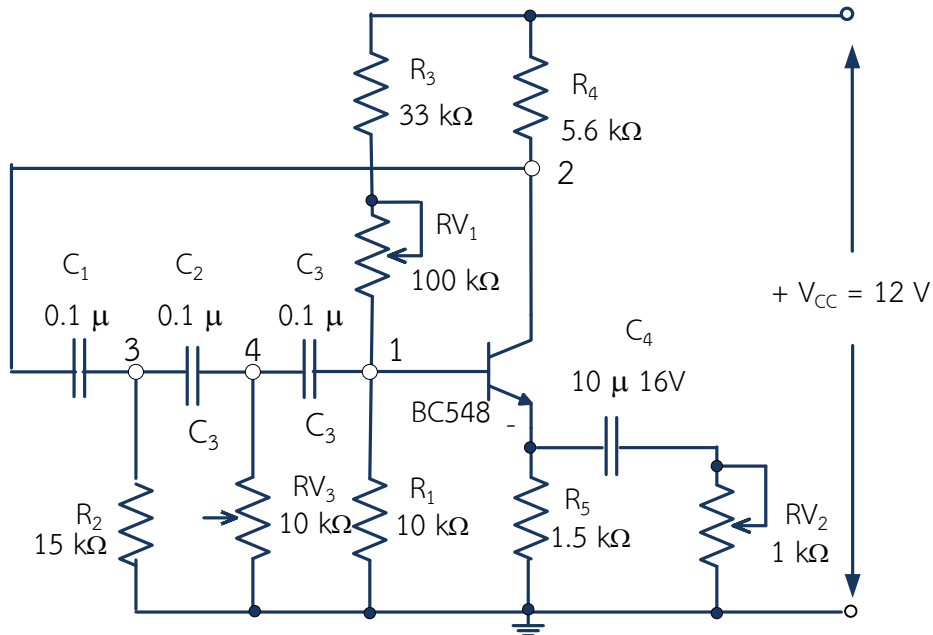 R3
33 kΩ
R4
5.6 kΩ
2
RV1
100 kΩ
C1
0.1 μ
C2
0.1 μ
C3
0.1 μ
+ VCC = 12 V
3
4
1
C4
10 μ 16V
BC548
-
C3
C3
R2
15 kΩ
RV3
10 kΩ
R1
10 kΩ
R5
1.5 kΩ
RV2
1 kΩ